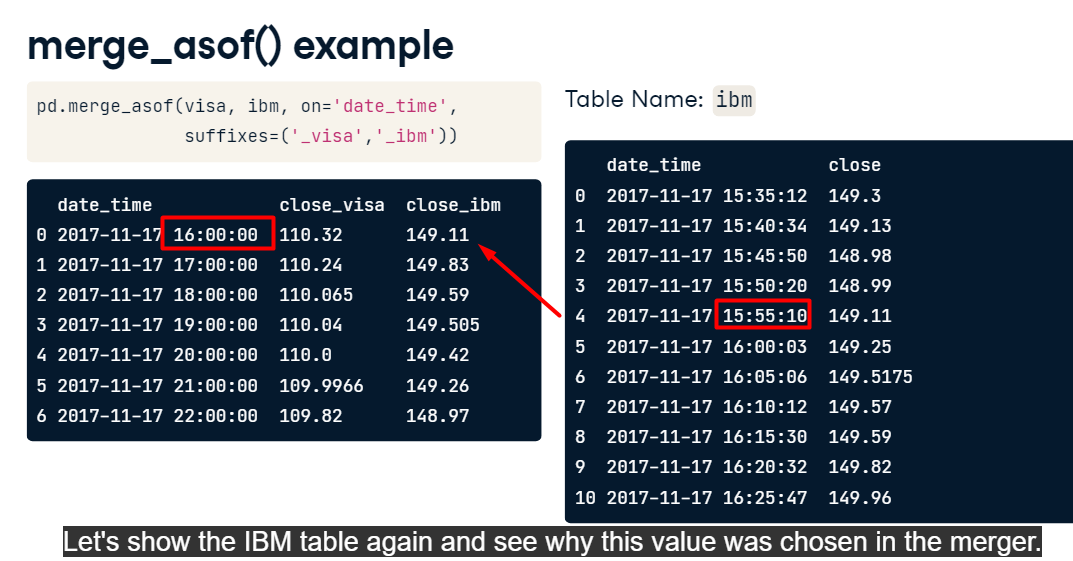 merge_asof() example
pd.merge_asof(visa, ibm, on='date_time',
suffixes=('_visa','_ibm'))
date_time close_visa close_ibm
0 2017-11-17 16:00:00 110.32 149.11
1 2017-11-17 17:00:00 110.24 149.83
2 2017-11-17 18:00:00 110.065 149.59
3 2017-11-17 19:00:00 110.04 149.505
4 2017-11-17 20:00:00 110.0 149.42
5 2017-11-17 21:00:00 109.9966 149.26
6 2017-11-17 22:00:00 109.82 148.97
Table Name: ibm
date_time close
0 2017-11-17 15:35:12 149.3
1 2017-11-17 15:40:34 149.13
2 2017-11-17 15:45:50 148.98
3 2017-11-17 15:50:20 148.99
4 2017-11-17 15:55:10 149.11
5 2017-11-17 16:00:03 149.25
6 2017-11-17 16:05:06 149.5175
7 2017-11-17 16:10:12 149.57
8 2017-11-17 16:15:30 149.59
9 2017-11-17 16:20:32 149.82
10 2017-11-17 16:25:47 149.96
Let's show the IBM table again and see why this value was chosen in the merger.